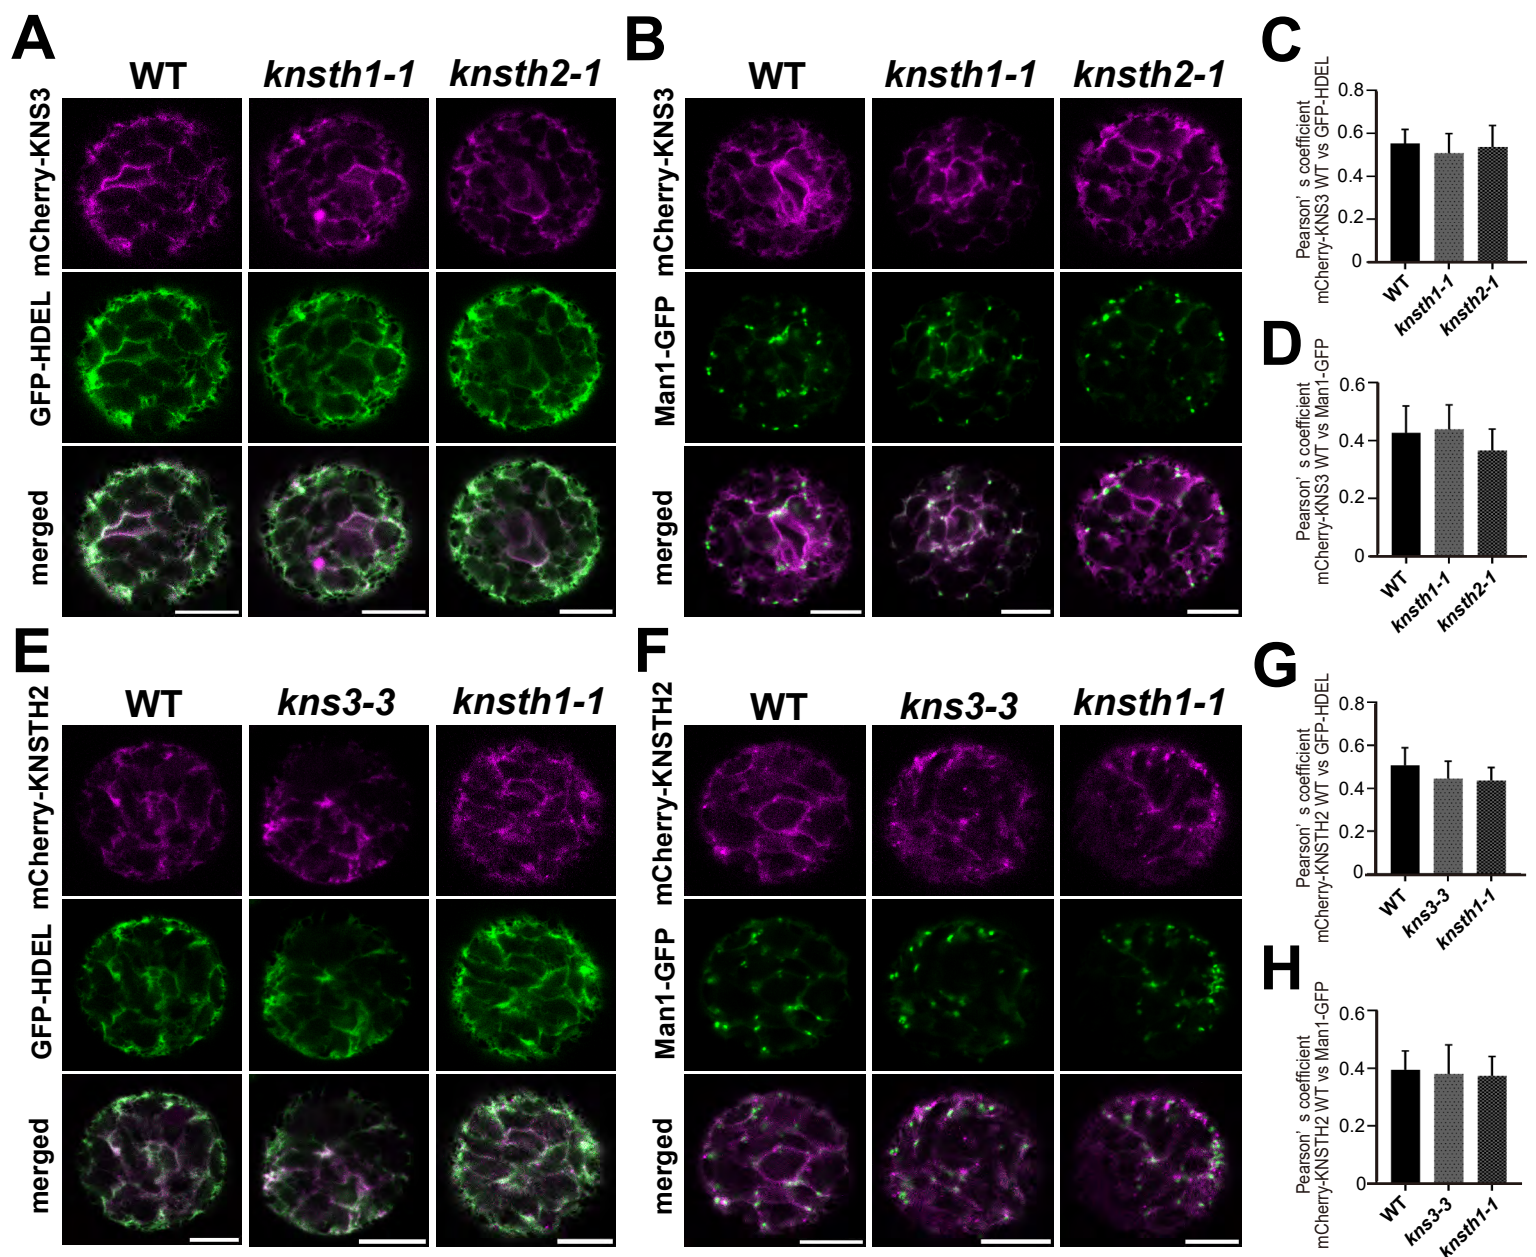 A
WT
knsth1-1
knsth2-1
mCherry-KNS3
GFP-HDEL
merged
B
WT
knsth1-1
knsth2-1
mCherry-KNS3
Man1-GFP
merged
C
Pearson' s coefficient
mCherry-KNS3 WT vs GFP-HDEL
0.8
0.6
0.4
0.2
0
WT
knsth1-1
knsth2-1
D
Pearson' s coefficient
mCherry-KNS3 WT vs Man1-GFP
0.6
0.4
0.2
0
WT
knsth1-1
knsth2-1
E
WT
kns3-3
knsth1-1
mCherry-KNSTH2
GFP-HDEL
merged
F
WT
kns3-3
knsth1-1
mCherry-KNSTH2
Man1-GFP
merged
G
Pearson' s coefficient
mCherry-KNSTH2 WT vs GFP-HDEL
0.8
0.6
0.4
0.2
0
WT
kns3-3
knsth1-1
H
Pearson' s coefficient
mCherry-KNSTH2 WT vs Man1-GFP
0.6
0.4
0.2
0
WT
kns3-3
knsth1-1